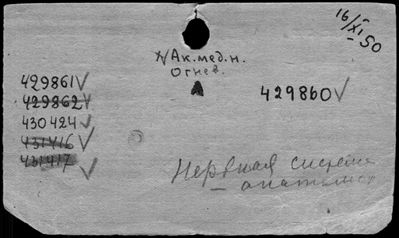 16/XI 50
Ак. мед. н.
Огнев.
429861 ✓
429862 ✓
430424 ✓
431416 ✓
431417 ✓
429860 ✓
Нервная система
анатомия